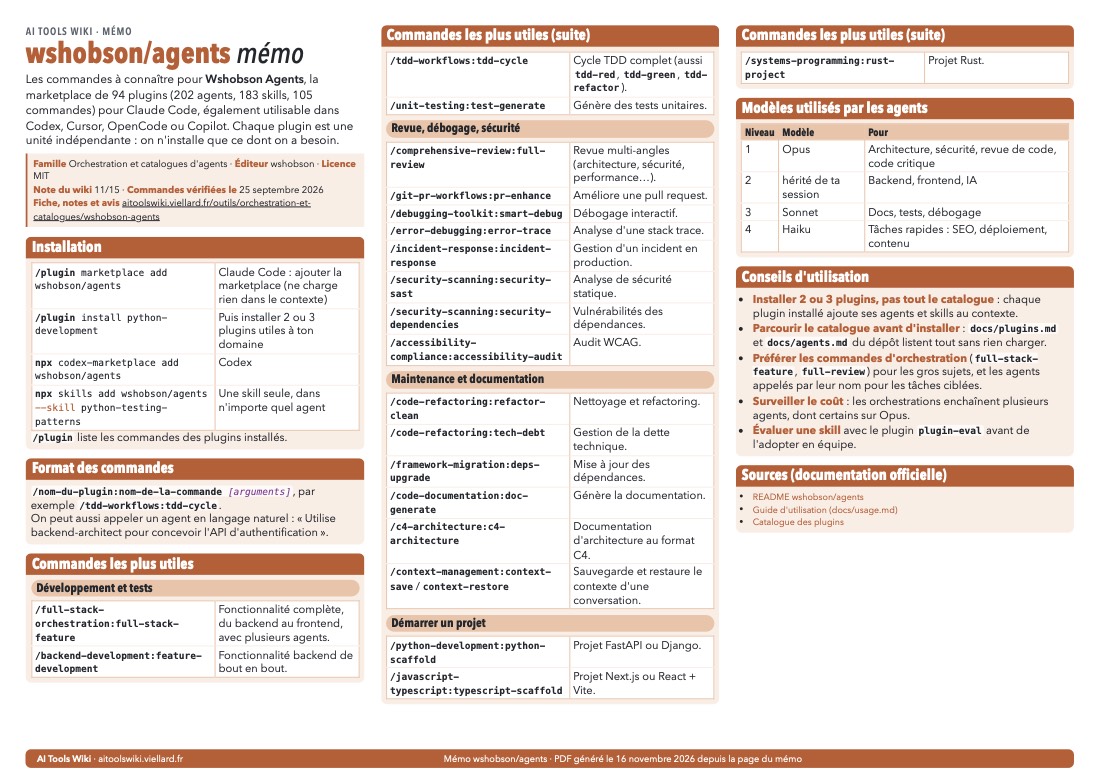 AI TOOLS WIKI · MÉMO
wshobson/agents mémo
Les commandes à connaître pour Wshobson Agents, la
marketplace de 94 plugins (202 agents, 183 skills, 105
commandes) pour Claude Code, également utilisable dans
Codex, Cursor, OpenCode ou Copilot. Chaque plugin est une
unité indépendante : on n'installe que ce dont on a besoin.
Famille Orchestration et catalogues d'agents · Éditeur wshobson · Licence
MIT
Note du wiki 11/15 · Commandes vérifiées le 25 septembre 2026
Fiche, notes et avis aitoolswiki.viellard.fr/outils/orchestration-et-
catalogues/wshobson-agents
Installation
/plugin marketplace add
wshobson/agents
Claude Code : ajouter la
marketplace (ne charge
rien dans le contexte)
/plugin install python-
development
Puis installer 2 ou 3
plugins utiles à ton
domaine
npx codex-marketplace add
wshobson/agents
Codex
npx skills add wshobson/agents
--skill python-testing-
patterns
Une skill seule, dans
n'importe quel agent
/plugin liste les commandes des plugins installés.
Format des commandes
/nom-du-plugin:nom-de-la-commande [arguments], par
exemple /tdd-workflows:tdd-cycle.
On peut aussi appeler un agent en langage naturel : « Utilise
backend-architect pour concevoir l'API d'authentification ».
Commandes les plus utiles
Développement et tests
/full-stack-
orchestration:full-stack-
feature
Fonctionnalité complète,
du backend au frontend,
avec plusieurs agents.
/backend-development:feature-
development
Fonctionnalité backend de
bout en bout.
Commandes les plus utiles (suite)
/tdd-workflows:tdd-cycle
Cycle TDD complet (aussi
tdd-red, tdd-green, tdd-
refactor).
/unit-testing:test-generate
Génère des tests unitaires.
Revue, débogage, sécurité
/comprehensive-review:full-
review
Revue multi-angles
(architecture, sécurité,
performance…).
/git-pr-workflows:pr-enhance
Améliore une pull request.
/debugging-toolkit:smart-debug
Débogage interactif.
/error-debugging:error-trace
Analyse d'une stack trace.
/incident-response:incident-
response
Gestion d'un incident en
production.
/security-scanning:security-
sast
Analyse de sécurité
statique.
/security-scanning:security-
dependencies
Vulnérabilités des
dépendances.
/accessibility-
compliance:accessibility-audit
Audit WCAG.
Maintenance et documentation
/code-refactoring:refactor-
clean
Nettoyage et refactoring.
/code-refactoring:tech-debt
Gestion de la dette
technique.
/framework-migration:deps-
upgrade
Mise à jour des
dépendances.
/code-documentation:doc-
generate
Génère la documentation.
/c4-architecture:c4-
architecture
Documentation
d'architecture au format
C4.
/context-management:context-
save / context-restore
Sauvegarde et restaure le
contexte d'une
conversation.
Démarrer un projet
/python-development:python-
scaffold
Projet FastAPI ou Django.
/javascript-
typescript:typescript-scaffold
Projet Next.js ou React +
Vite.
Commandes les plus utiles (suite)
/systems-programming:rust-
project
Projet Rust.
Modèles utilisés par les agents
Niveau Modèle Pour
1 Opus Architecture, sécurité, revue de code,
code critique
2 hérité de ta
session
Backend, frontend, IA
3 Sonnet Docs, tests, débogage
4 Haiku Tâches rapides : SEO, déploiement,
contenu
Conseils d'utilisation
• Installer 2 ou 3 plugins, pas tout le catalogue : chaque
plugin installé ajoute ses agents et skills au contexte.
• Parcourir le catalogue avant d'installer : docs/plugins.md
et docs/agents.md du dépôt listent tout sans rien charger.
• Préférer les commandes d'orchestration (full-stack-
feature, full-review) pour les gros sujets, et les agents
appelés par leur nom pour les tâches ciblées.
• Surveiller le coût : les orchestrations enchaînent plusieurs
agents, dont certains sur Opus.
• Évaluer une skill avec le plugin plugin-eval avant de
l'adopter en équipe.
Sources (documentation officielle)
• README wshobson/agents
• Guide d'utilisation (docs/usage.md)
• Catalogue des plugins
AI Tools Wiki · aitoolswiki.viellard.fr
Mémo wshobson/agents · PDF généré le 16 novembre 2026 depuis la page du mémo